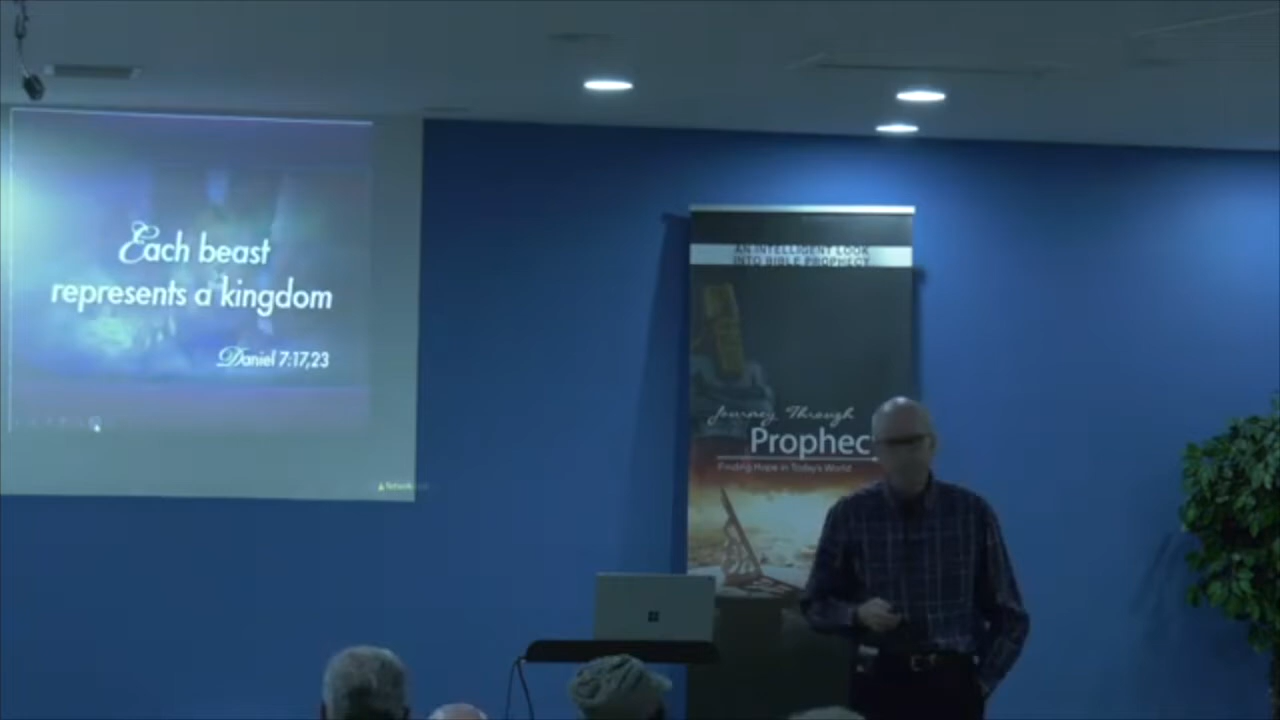 Each beast
represents a kingdom
Daniel 7:17,23
AN INTELLIGENT LOOK
INTO BIBLE PROPHECY
Journey Through
Prophec
Finding Hope in Today's World
Network